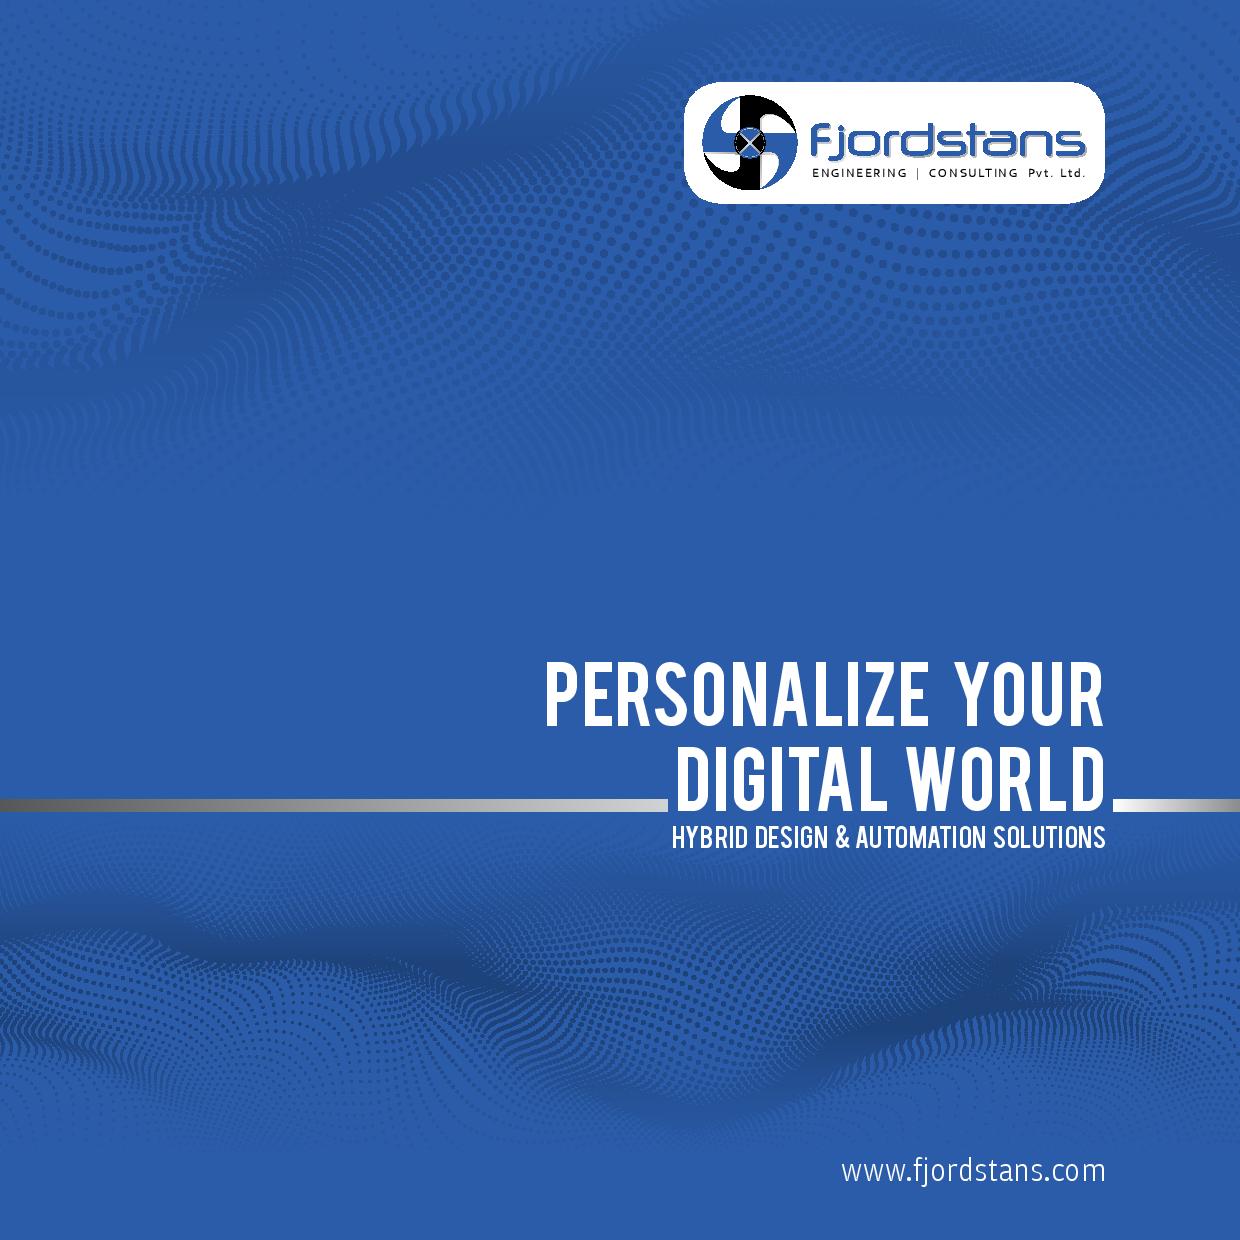 fjordstans
ENGINEERING | CONSULTING Pvt. Ltd.
PERSONALIZE YOUR
DIGITAL WORLD
HYBRID DESIGN & AUTOMATION SOLUTIONS
www.fjordstans.com